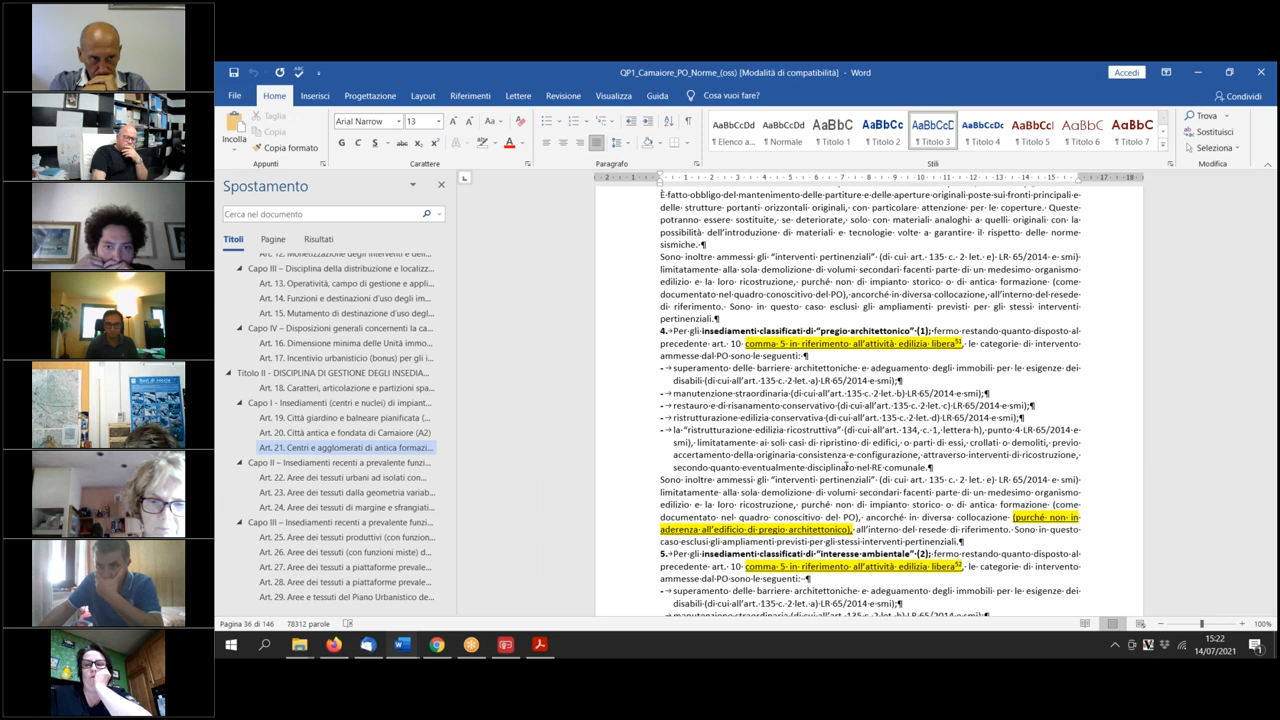 QP1_Camaiore_PO_Norme_(oss) [Modalità di compatibilità] - Word
Accedi
File Home Inserisci Progettazione Layout Riferimenti Lettere Revisione Visualizza Guida Cosa vuoi fare? Condividi
Incolla
Taglia
Copia
Copia formato
Arial Narrow 13
G C S abc
AaBbCcDd AaBbCcDd AaBbC AaBbCc AaBbCcC AaBbCcDc AaBbCcI AaBbC AaBbC
¶ Elenco a... ¶ Normale ¶ Titolo 1 ¶ Titolo 2 ¶ Titolo 3 ¶ Titolo 4 ¶ Titolo 5 ¶ Titolo 6 ¶ Titolo 7
Trova
Sostituisci
Seleziona
Appunti Carattere Paragrafo Stili Modifica
Spostamento
Cerca nel documento
Titoli Pagine Risultati
Art. 12. Monetizzazione degli interventi e dell...
Capo III – Disciplina della distribuzione e localizz...
Art. 13. Operatività, campo di gestione e appli...
Art. 14. Funzioni e destinazioni d'uso degli im...
Art. 15. Mutamento di destinazione d'uso degl...
Capo IV – Disposizioni generali concernenti la ca...
Art. 16. Dimensione minima delle Unità immo...
Art. 17. Incentivo urbanistico (bonus) per gli i...
Titolo II - DISCIPLINA DI GESTIONE DEGLI INSEDIA...
Art. 18. Caratteri, articolazione e partizioni spa...
Capo I - Insediamenti (centri e nuclei) di impiant...
Art. 19. Città giardino e balneare pianificata (...
Art. 20. Città antica e fondata di Camaiore (A2)
Art. 21. Centri e agglomerati di antica formazi...
Capo II – Insediamenti recenti a prevalente funzi...
Art. 22. Aree dei tessuti urbani ad isolati con...
Art. 23. Aree dei tessuti dalla geometria variab...
Art. 24. Aree dei tessuti di margine e sfrangiati...
Capo III – Insediamenti recenti a prevalente funzi...
Art. 25. Aree dei tessuti produttivi (con funzion...
Art. 26. Aree dei tessuti (con funzioni miste) d...
Art. 27. Aree dei tessuti a piattaforme prevale...
Art. 28. Aree dei tessuti a piattaforme prevale...
Art. 29. Aree e tessuti del Piano Urbanistico de...
È fatto obbligo del mantenimento delle partiture e delle aperture originali poste sui fronti principali e
delle strutture portanti orizzontali originali, con particolare attenzione per le coperture. Queste
potranno essere sostituite, se deteriorate, solo con materiali analoghi a quelli originali con la
possibilità dell'introduzione di materiali e tecnologie volte a garantire il rispetto delle norme
sismiche. ¶
Sono inoltre ammessi gli "interventi pertinenziali" (di cui art. 135 c. 2 let. e) LR 65/2014 e smi)
limitatamente alla sola demolizione di volumi secondari facenti parte di un medesimo organismo
edilizio e la loro ricostruzione, purché non di impianto storico o di antica formazione (come
documentato nel quadro conoscitivo del PO), ancorché in diversa collocazione, all'interno del resede
di riferimento. Sono in questo caso esclusi gli ampliamenti previsti per gli stessi interventi
pertinenziali.¶
4.→Per gli insediamenti classificati di "pregio architettonico" (1); fermo restando quanto disposto al
precedente art. 10 comma 5 in riferimento all'attività edilizia libera51, le categorie di intervento
ammesse dal PO sono le seguenti: ¶
-→superamento delle barriere architettoniche e adeguamento degli immobili per le esigenze dei
disabili (di cui all'art. 135 c. 2 let. a) LR 65/2014 e smi);¶
-→manutenzione straordinaria (di cui all'art. 135 c. 2 let. b) LR 65/2014 e smi);¶
-→restauro e di risanamento conservativo (di cui all'art. 135 c. 2 let. c) LR 65/2014 e smi);¶
-→ristrutturazione edilizia conservativa (di cui all'art. 135 c. 2 let. d) LR 65/2014 e smi);¶
-→la "ristrutturazione edilizia ricostruttiva" (di cui all'art. 134, c. 1, lettera h), punto 4 LR 65/2014 e
smi), limitatamente ai soli casi di ripristino di edifici, o parti di essi, crollati o demoliti, previo
accertamento della originaria consistenza e configurazione, attraverso interventi di ricostruzione,
secondo quanto eventualmente disciplinato nel RE comunale.¶
Sono inoltre ammessi gli "interventi pertinenziali" (di cui art. 135 c. 2 let. e) LR 65/2014 e smi)
limitatamente alla sola demolizione di volumi secondari facenti parte di un medesimo organismo
edilizio e la loro ricostruzione, purché non di impianto storico o di antica formazione (come
documentato nel quadro conoscitivo del PO), ancorché in diversa collocazione (purché non in
aderenza all'edificio di pregio architettonico), all'interno del resede di riferimento. Sono in questo
caso esclusi gli ampliamenti previsti per gli stessi interventi pertinenziali.¶
5.→Per gli insediamenti classificati di "interesse ambientale" (2); fermo restando quanto disposto al
precedente art. 10 comma 5 in riferimento all'attività edilizia libera52, le categorie di intervento
ammesse dal PO sono le seguenti: ¶
-→superamento delle barriere architettoniche e adeguamento degli immobili per le esigenze dei
disabili (di cui all'art. 135 c. 2 let. a) LR 65/2014 e smi);¶
Pagina 36 di 146 78312 parole 100%
15:22
14/07/2021